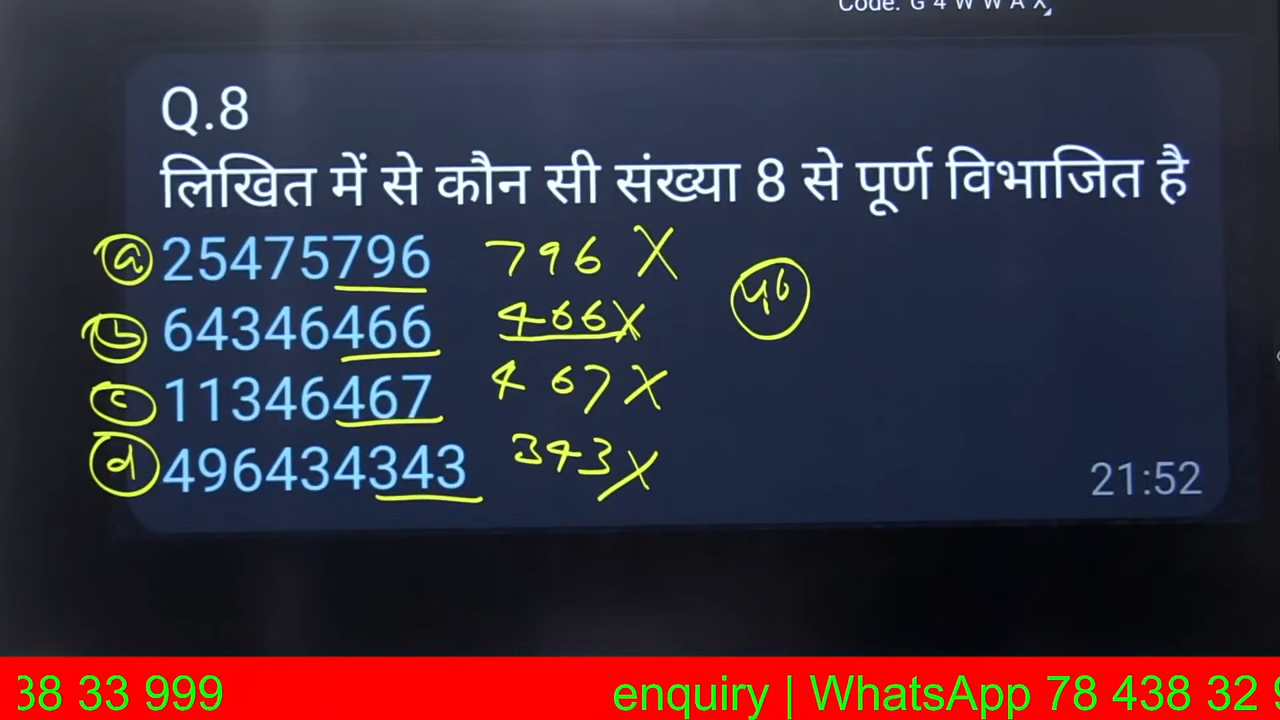 Code: G 4 W W A X
Q.8
लिखित में से कौन सी संख्या 8 से पूर्ण विभाजित है
a 25475796 796 X
b 64346466 466 X
c 11346467 467 X
d 496434343 343 X
21:52
38 33 999 enquiry | WhatsApp 78 438 32 9